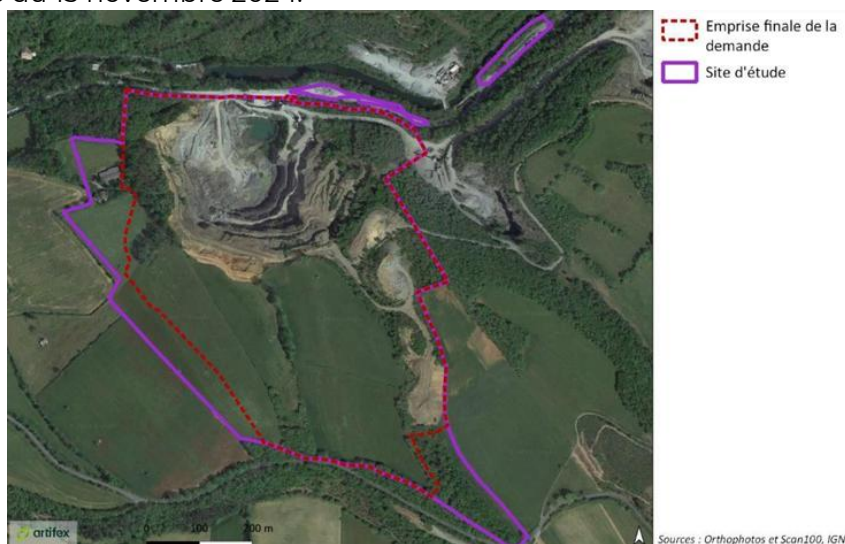 du 15 novembre 2024.
Emprise finale de la
demande
Site d'étude
artifex
0 100 200 m
Sources : Orthophotos et Scan100, IGN